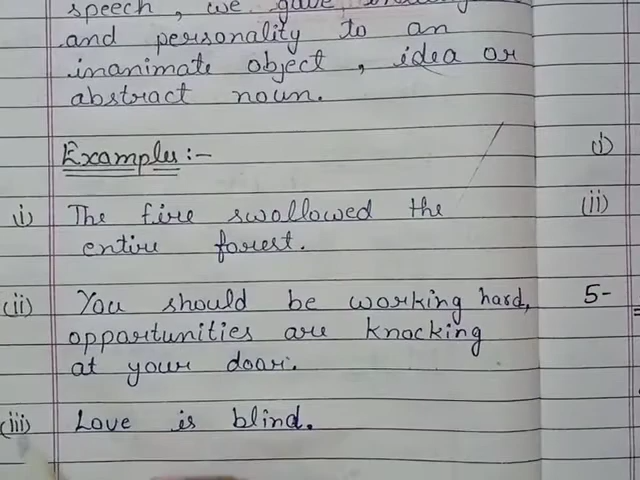 speech, we gave
and personality to an
inanimate object, idea or
abstract noun.
Examples:-
(i)
i) The fire swallowed the
(ii)
entire forest.
(ii) You should be working hard,
5-
opportunities are knocking
at your door.
(iii) Love is blind.